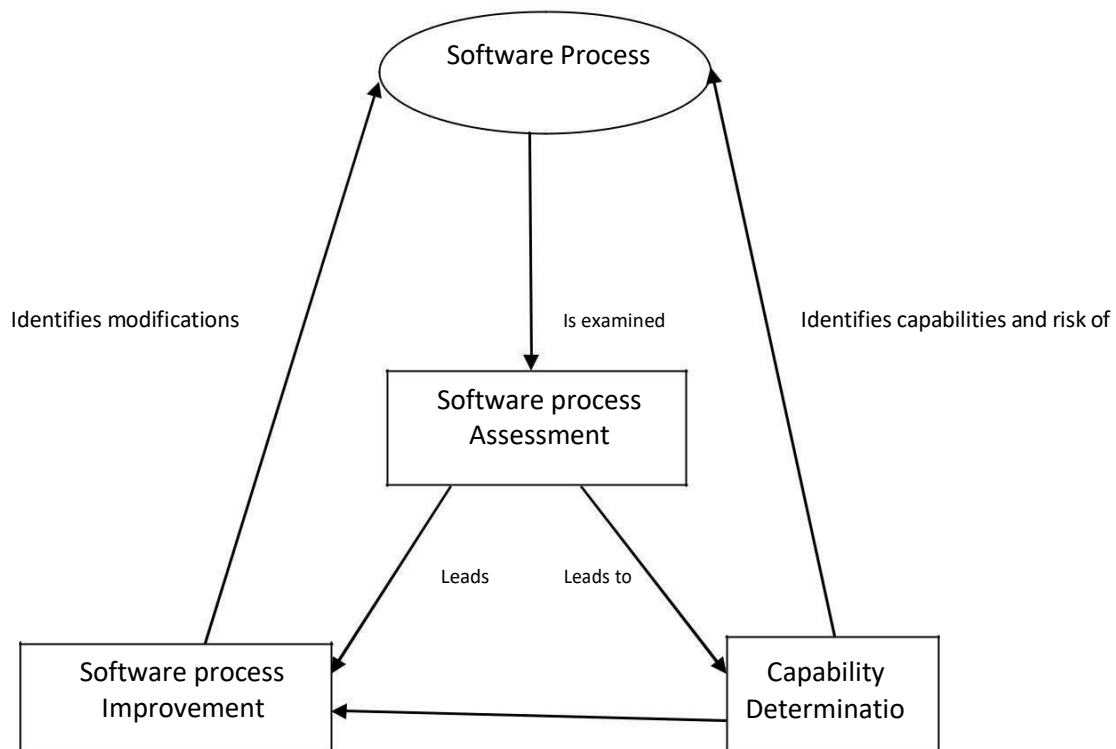 Software Process
Identifies modifications
Is examined
Identifies capabilities and risk of
Software process
Assessment
Leads
Leads to
Software process
Improvement
Capability
Determinatio